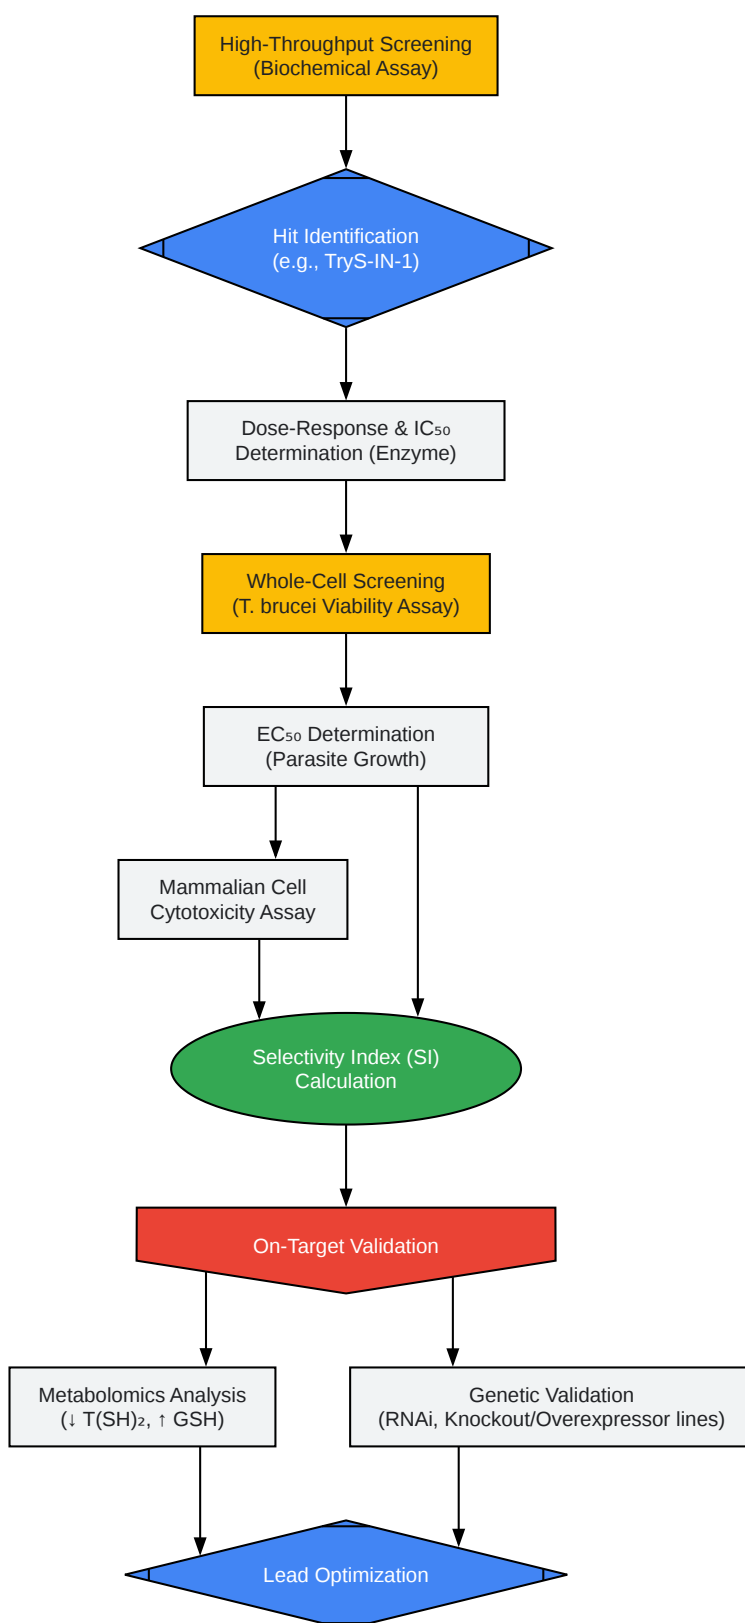 High-Throughput Screening
(Biochemical Assay)
Hit Identification
(e.g., TryS-IN-1)
Dose-Response & IC₅₀
Determination (Enzyme)
Whole-Cell Screening
(T. brucei Viability Assay)
EC₅₀ Determination
(Parasite Growth)
Mammalian Cell
Cytotoxicity Assay
Selectivity Index (SI)
Calculation
On-Target Validation
Metabolomics Analysis
(↓ T(SH)₂, ↑ GSH)
Genetic Validation
(RNAi, Knockout/Overexpressor lines)
Lead Optimization